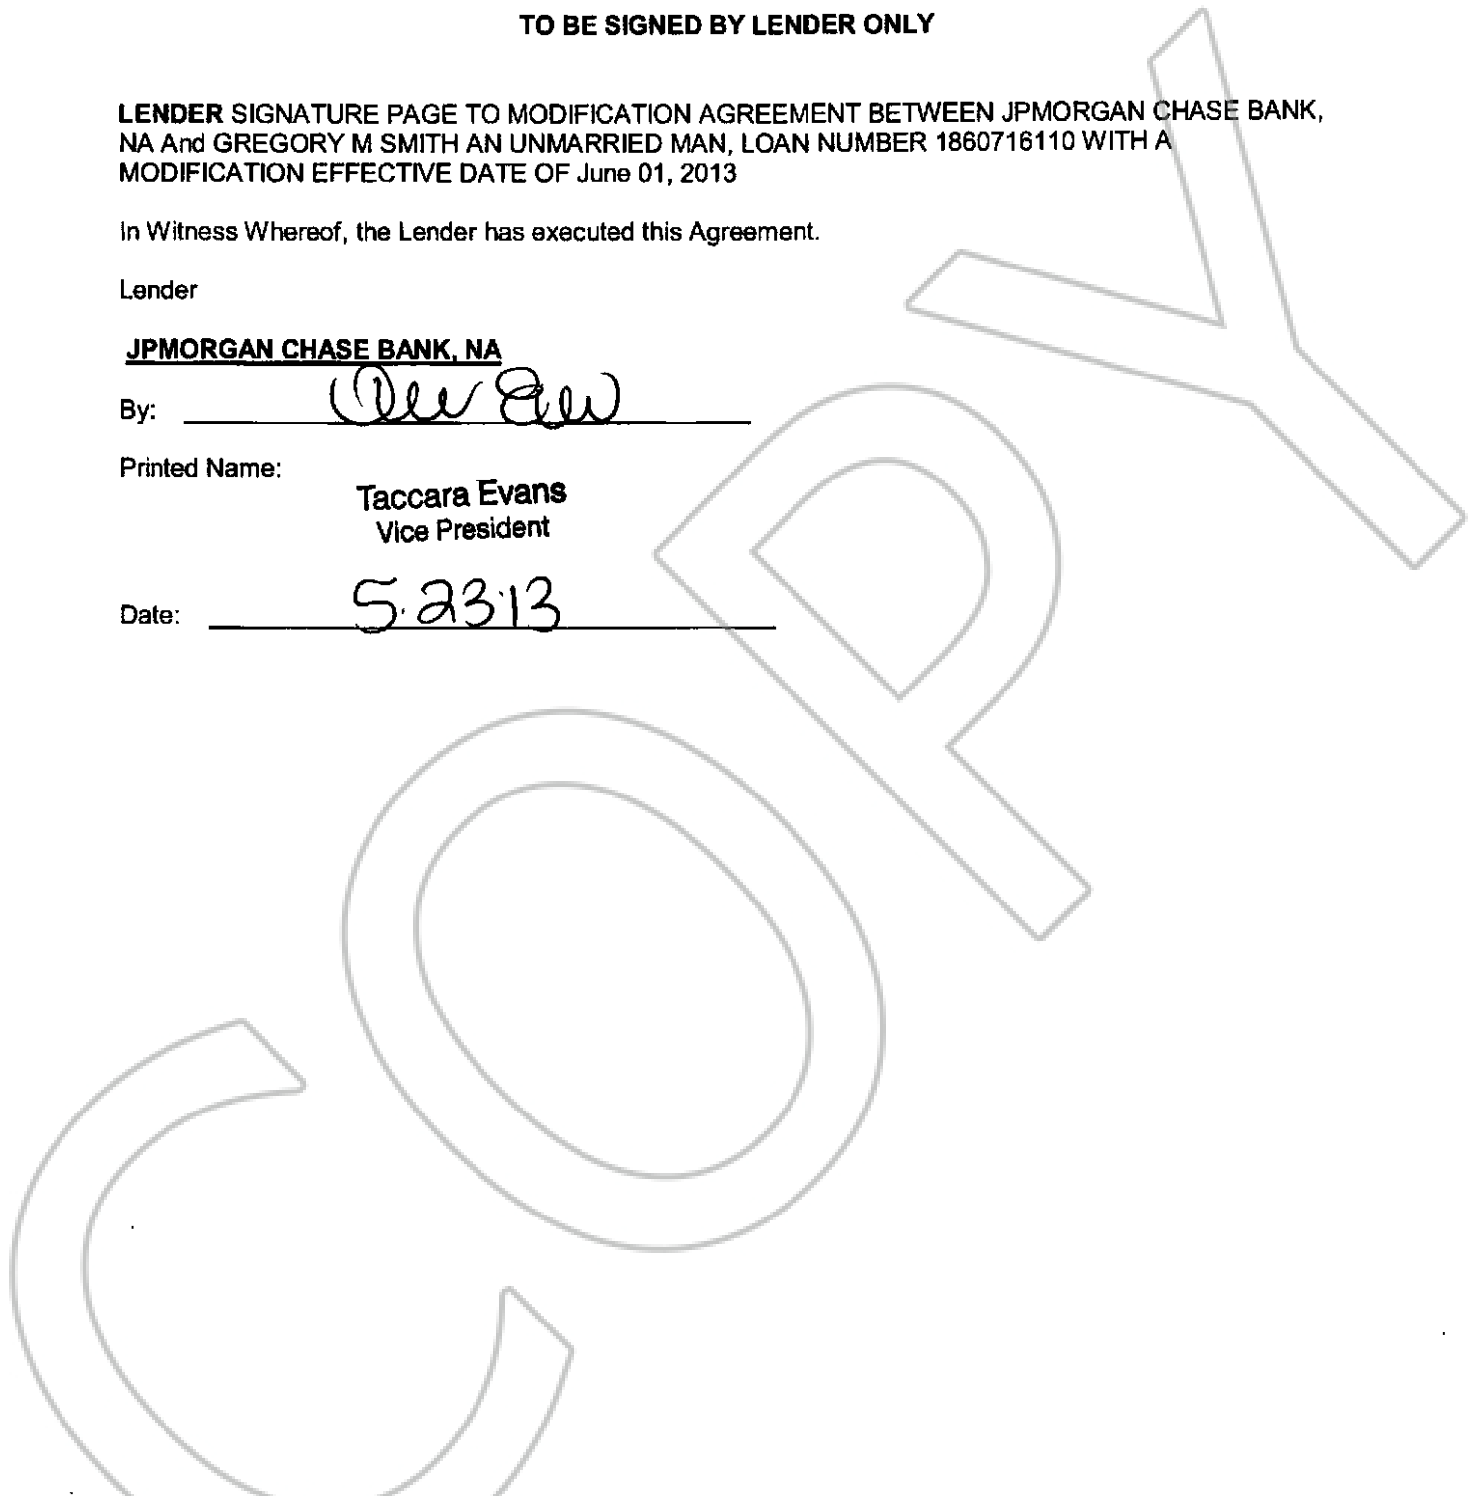 TO BE SIGNED BY LENDER ONLY
LENDER SIGNATURE PAGE TO MODIFICATION AGREEMENT BETWEEN JPMORGAN CHASE BANK,
NA And GREGORY M SMITH AN UNMARRIED MAN, LOAN NUMBER 1860716110 WITH A
MODIFICATION EFFECTIVE DATE OF June 01, 2013
In Witness Whereof, the Lender has executed this Agreement.
Lender
JPMORGAN CHASE BANK, NA
By:
Printed Name:
Taccara Evans
Vice President
Date: 5.23.13
COPY